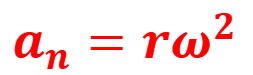 aₙ = rω²